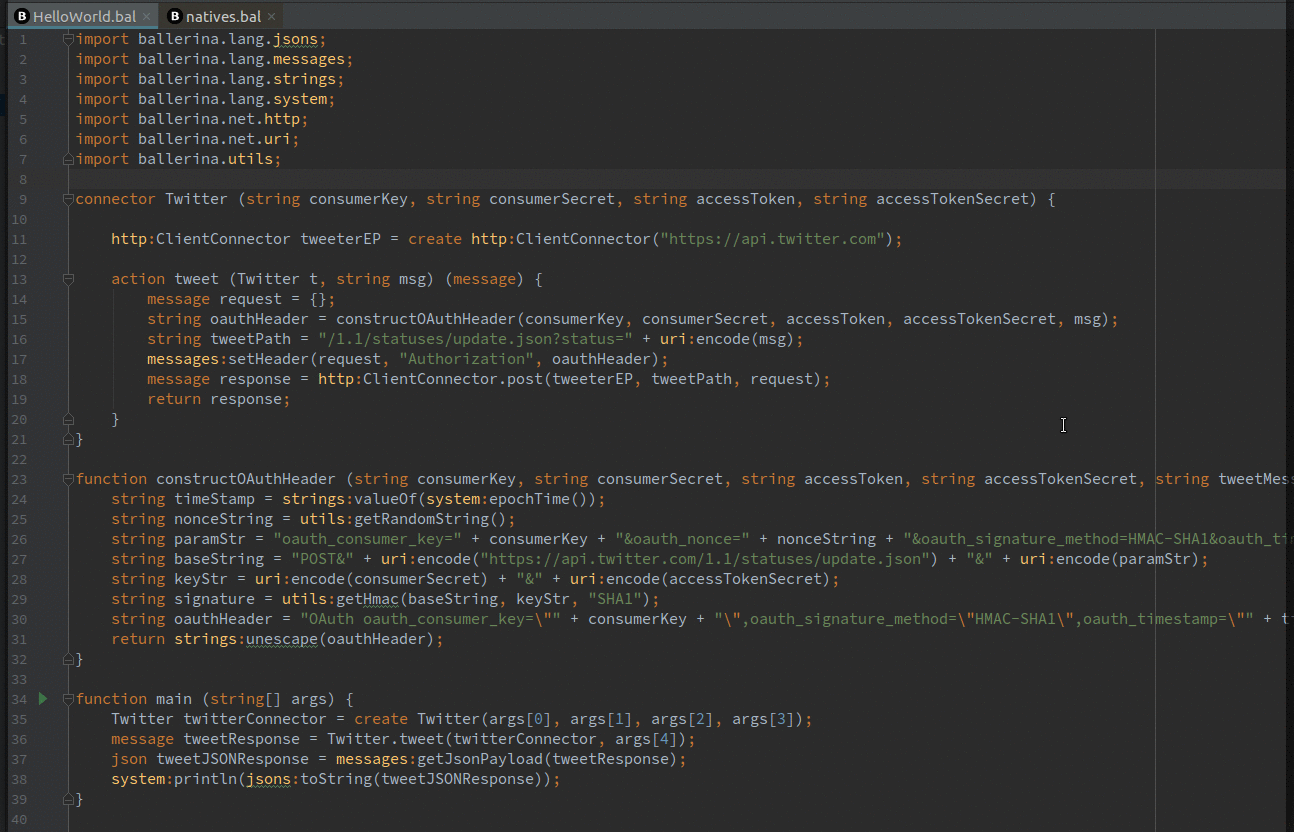 HelloWorld.bal × natives.bal ×
1 import ballerina.lang.jsons;
2 import ballerina.lang.messages;
3 import ballerina.lang.strings;
4 import ballerina.lang.system;
5 import ballerina.net.http;
6 import ballerina.net.uri;
7 import ballerina.utils;
8
9 connector Twitter (string consumerKey, string consumerSecret, string accessToken, string accessTokenSecret) {
10
11 http:ClientConnector tweeterEP = create http:ClientConnector("https://api.twitter.com");
12
13 action tweet (Twitter t, string msg) (message) {
14 message request = {};
15 string oauthHeader = constructOAuthHeader(consumerKey, consumerSecret, accessToken, accessTokenSecret, msg);
16 string tweetPath = "/1.1/statuses/update.json?status=" + uri:encode(msg);
17 messages:setHeader(request, "Authorization", oauthHeader);
18 message response = http:ClientConnector.post(tweeterEP, tweetPath, request);
19 return response;
20 }
21 }
22
23 function constructOAuthHeader (string consumerKey, string consumerSecret, string accessToken, string accessTokenSecret, string tweetMes
24 string timeStamp = strings:valueOf(system:epochTime());
25 string nonceString = utils:getRandomString();
26 string paramStr = "oauth_consumer_key=" + consumerKey + "&oauth_nonce=" + nonceString + "&oauth_signature_method=HMAC-SHA1&oauth_ti
27 string baseString = "POST&" + uri:encode("https://api.twitter.com/1.1/statuses/update.json") + "&" + uri:encode(paramStr);
28 string keyStr = uri:encode(consumerSecret) + "&" + uri:encode(accessTokenSecret);
29 string signature = utils:getHmac(baseString, keyStr, "SHA1");
30 string oauthHeader = "OAuth oauth_consumer_key=\"" + consumerKey + "\",oauth_signature_method=\"HMAC-SHA1\",oauth_timestamp=\"" + t
31 return strings:unescape(oauthHeader);
32 }
33
34 function main (string[] args) {
35 Twitter twitterConnector = create Twitter(args[0], args[1], args[2], args[3]);
36 message tweetResponse = Twitter.tweet(twitterConnector, args[4]);
37 json tweetJSONResponse = messages:getJsonPayload(tweetResponse);
38 system:println(jsons:toString(tweetJSONResponse));
39 }
40